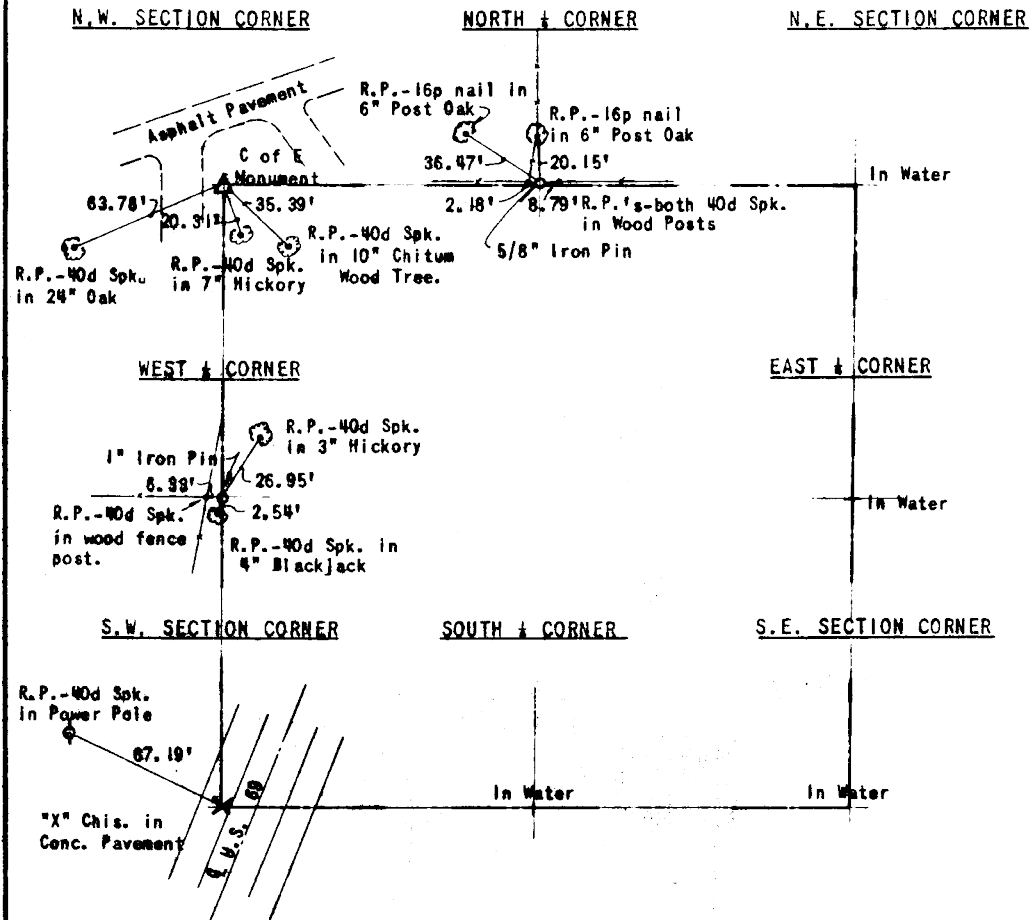 N.W. SECTION CORNER
NORTH ¼ CORNER
N.E. SECTION CORNER
Asphalt Pavement
C of E
Monument
63.78'
20.31'
35.39'
R.P.-40d Spk.
in 24" Oak
R.P.-40d Spk.
in 7" Hickory
R.P.-40d Spk.
in 10" Chitum
Wood Tree.
R.P.-16p nail in
6" Post Oak
R.P.-16p nail
in 6" Post Oak
36.47'
20.15'
2.18'
8.79'
R.P.'s-both 40d Spk.
in Wood Posts
5/8" Iron Pin
In Water
WEST ¼ CORNER
EAST ¼ CORNER
R.P.-40d Spk.
in 3" Hickory
1" Iron Pin
26.95'
2.54'
R.P.-40d Spk.
in wood fence
post.
R.P.-40d Spk. in
4" Blackjack
In Water
S.W. SECTION CORNER
SOUTH ¼ CORNER
S.E. SECTION CORNER
R.P.-40d Spk.
in Power Pole
67.19'
"X" Chis. in
Conc. Pavement
U.S. 69
In Water
In Water